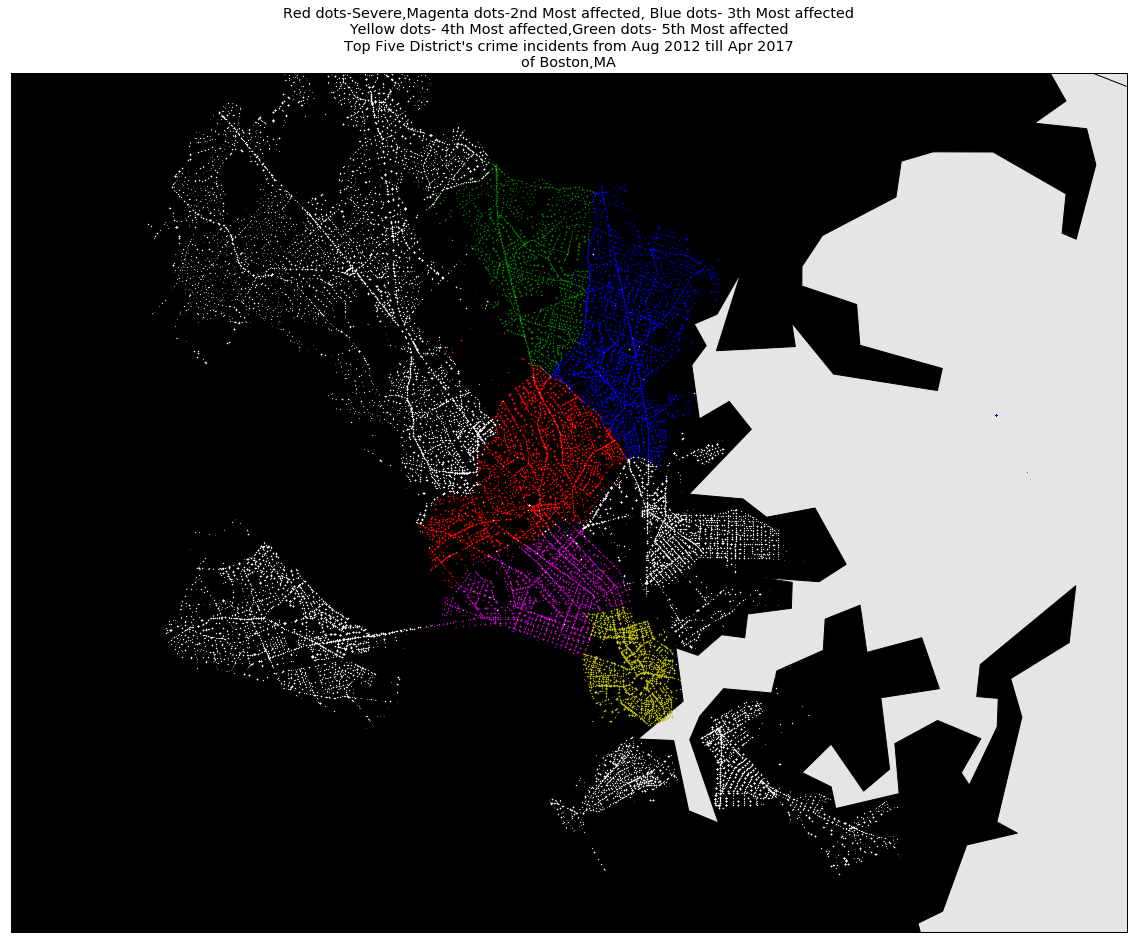 Red dots-Severe,Magenta dots-2nd Most affected, Blue dots- 3th Most affected
Yellow dots- 4th Most affected,Green dots- 5th Most affected
Top Five District's crime incidents from Aug 2012 till Apr 2017
of Boston,MA